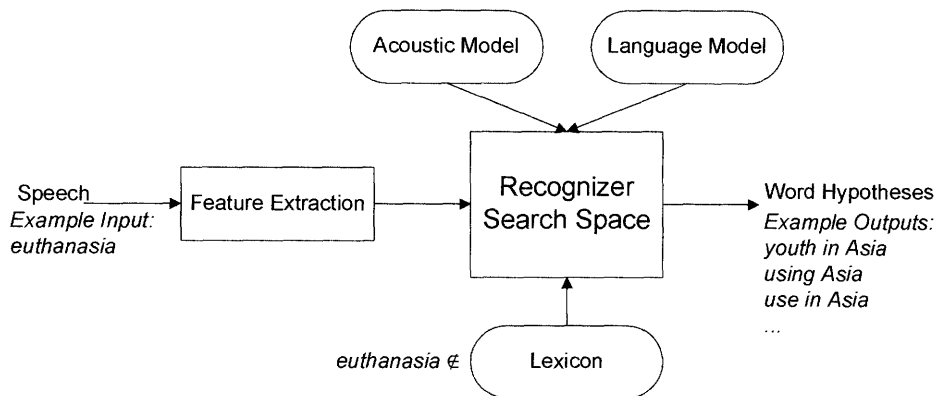 Acoustic Model
Language Model
Speech
Example Input:
euthanasia
Feature Extraction
Recognizer
Search Space
Word Hypotheses
Example Outputs:
youth in Asia
using Asia
use in Asia
...
euthanasia ∉
Lexicon